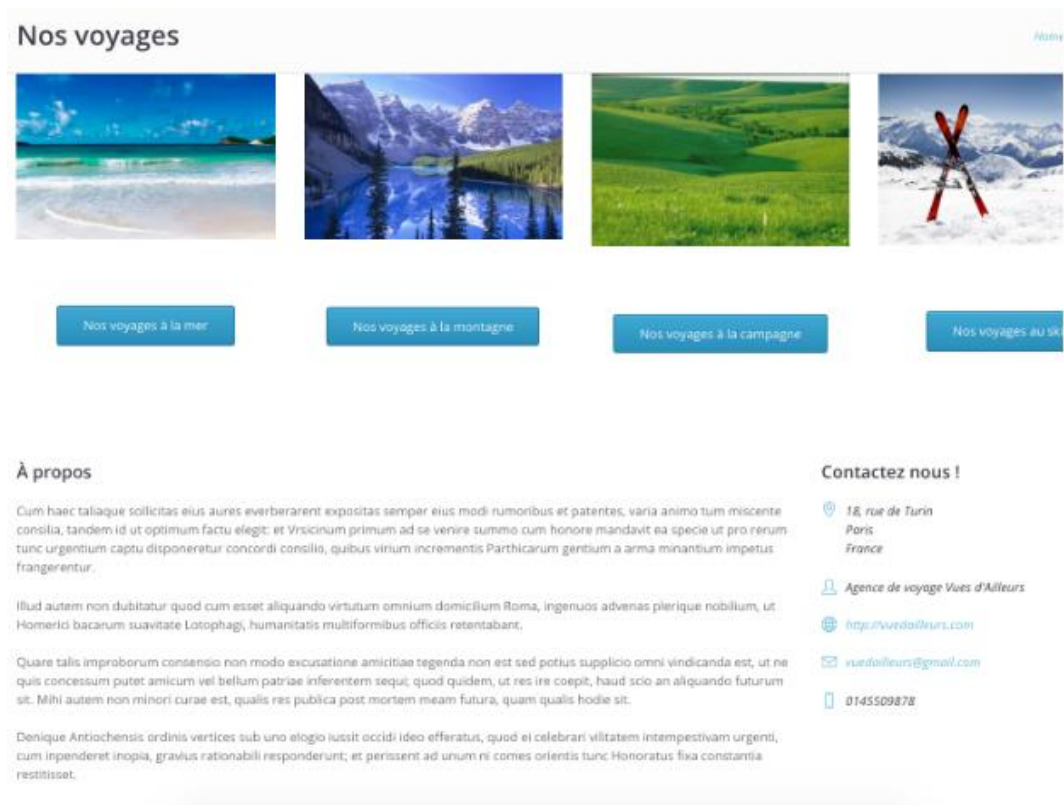 Nos voyages
Home
Nos voyages à la mer
Nos voyages à la montagne
Nos voyages à la campagne
Nos voyages au ski
À propos
Cum haec taliaque sollicitas eius aures everberarent expositas semper eius modi rumoribus et patentes, varia animo tum miscente
consilia, tandem id ut optimum factu elegit: et Vrsicinum primum ad se venire summo cum honore mandavit ea specie ut pro rerum
tunc urgentium captu disponeretur concordi consilio, quibus virium incrementis Parthicarum gentium a arma minantium impetus
frangerentur.
Illud autem non dubitatur quod cum esset aliquando virtutum omnium domicilium Roma, ingenuos advenas plerique nobilium, ut
Homerici bacarum suavitate Lotophagi, humanitatis multiformibus officiis retentabant.
Quare talis improborum consensio non modo excusatione amicitiae tegenda non est sed potius supplicio omni vindicanda est, ut ne
quis concessum putet amicum vel bellum patriae inferentem sequi; quod quidem, ut res ire coepit, haud scio an aliquando futurum
sit. Mihi autem non minori curae est, qualis res publica post mortem meam futura, quam qualis hodie sit.
Denique Antiochensis ordinis vertices sub uno elogio iussit occidi ideo efferatus, quod ei celebrari vilitatem intempestivam urgenti,
cum inpenderet inopia, gravius rationabili responderunt; et perissent ad unum ni comes orientis tunc Honoratus fixa constantia
restitisset.
Contactez nous !
18, rue de Turin
Paris
France
Agence de voyage Vues d'Ailleurs
http://vuedailleurs.com
vuedailleurs@gmail.com
0145509878